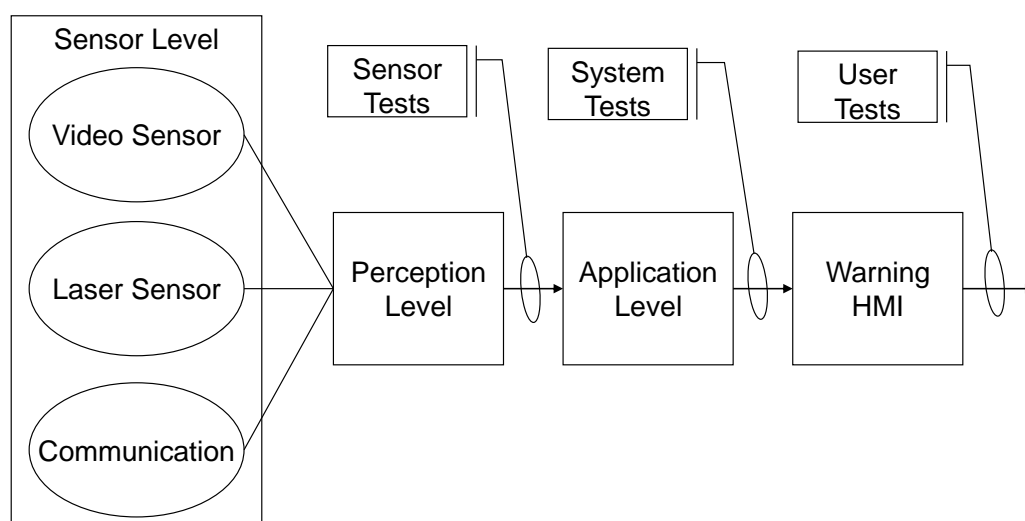 Sensor Level
Video Sensor
Laser Sensor
Communication
Sensor
Tests
System
Tests
User
Tests
Perception
Level
Application
Level
Warning
HMI